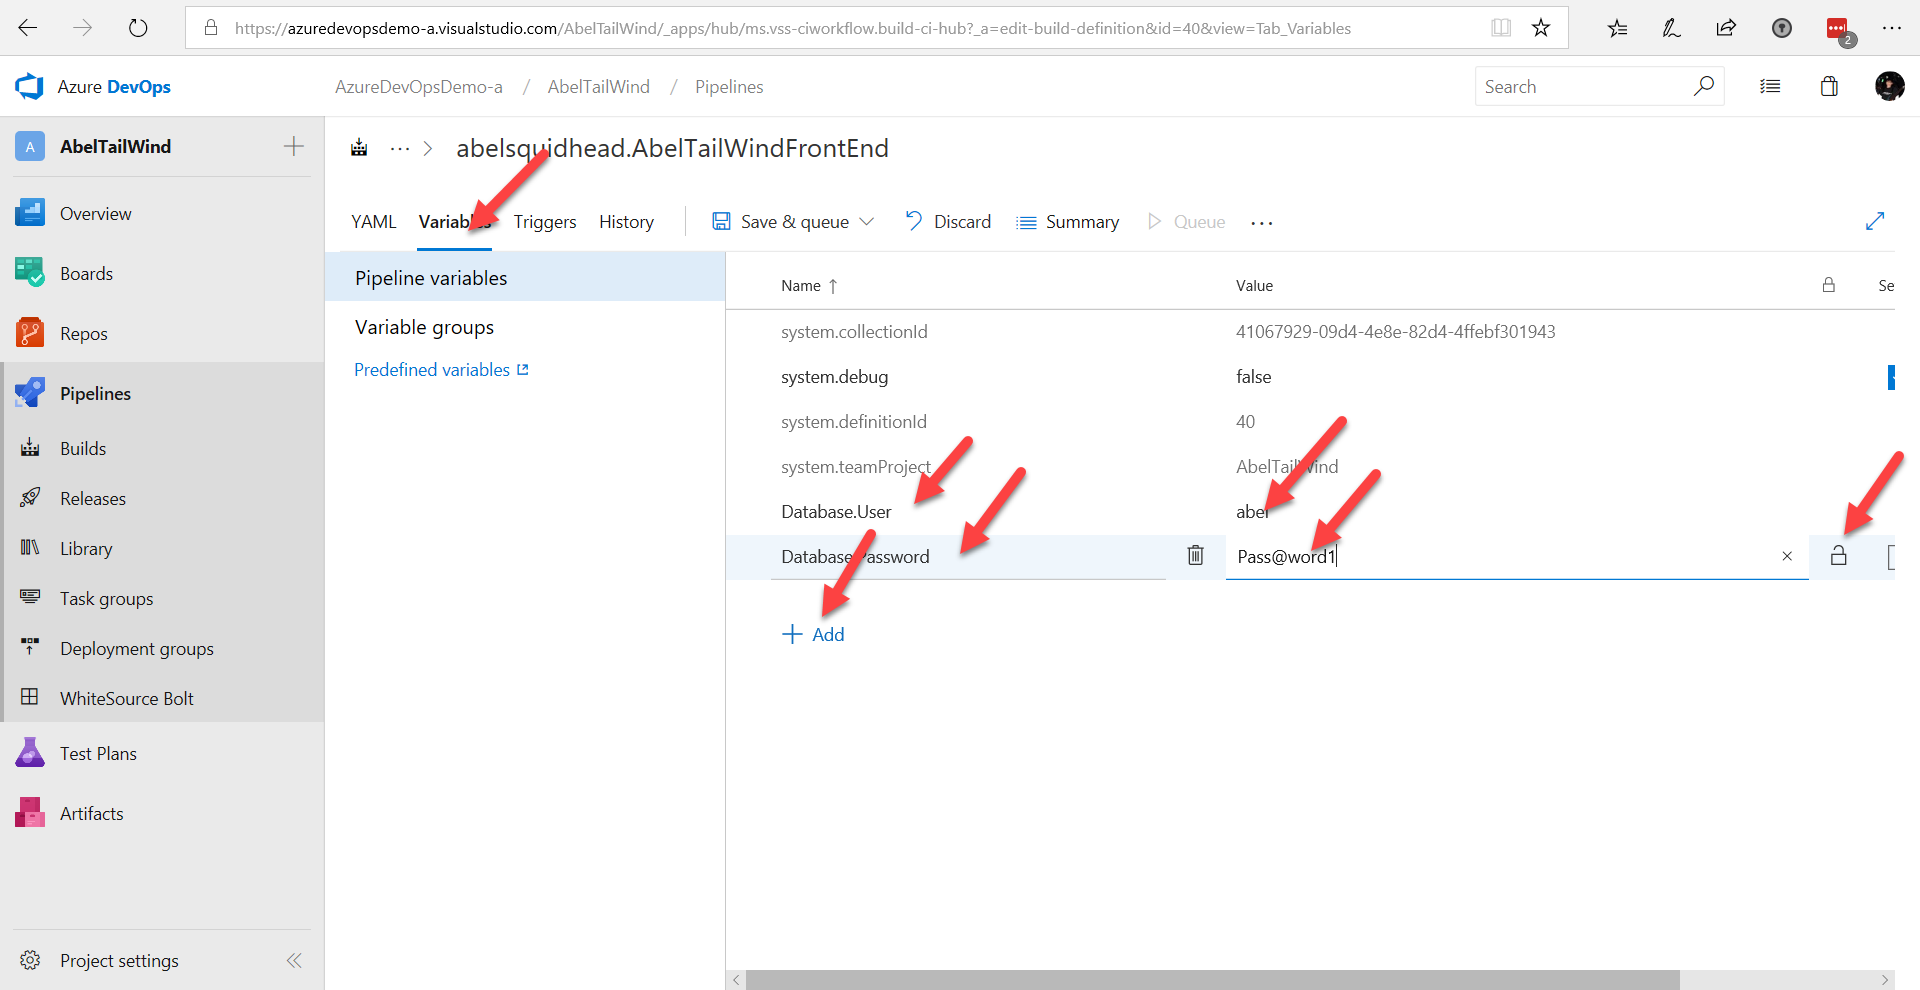 https://azuredevopsdemo-a.visualstudio.com/AbelTailWind/_apps/hub/ms.vss-ciworkflow.build-ci-hub?_a=edit-build-definition&id=40&view=Tab_Variables
2
Azure DevOps
AzureDevOpsDemo-a / AbelTailWind / Pipelines
Search
A AbelTailWind
... > abelsquidhead.AbelTailWindFrontEnd
Overview
Boards
Repos
Pipelines
Builds
Releases
Library
Task groups
Deployment groups
WhiteSource Bolt
Test Plans
Artifacts
Project settings
YAML Variables Triggers History Save & queue Discard Summary Queue ...
Pipeline variables
Variable groups
Predefined variables
Name ↑ Value Se
system.collectionId 41067929-09d4-4e8e-82d4-4ffebf301943
system.debug false
system.definitionId 40
system.teamProject AbelTailWind
Database.User abel
Database.Password Pass@word1
+ Add